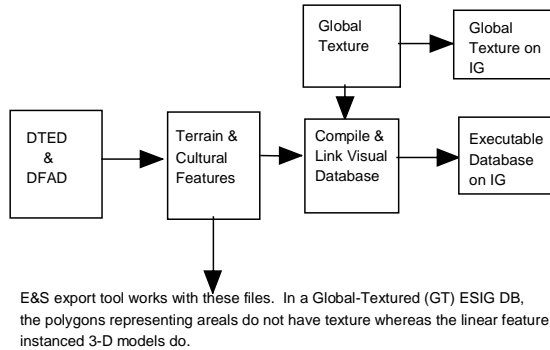 Global
Texture
Global
Texture on
IG
DTED
&
DFAD
Terrain &
Cultural
Features
Compile &
Link Visual
Database
Executable
Database
on IG
E&S export tool works with these files.  In a Global-Textured (GT) ESIG DB,
the polygons representing areals do not have texture whereas the linear feature
instanced 3-D models do.